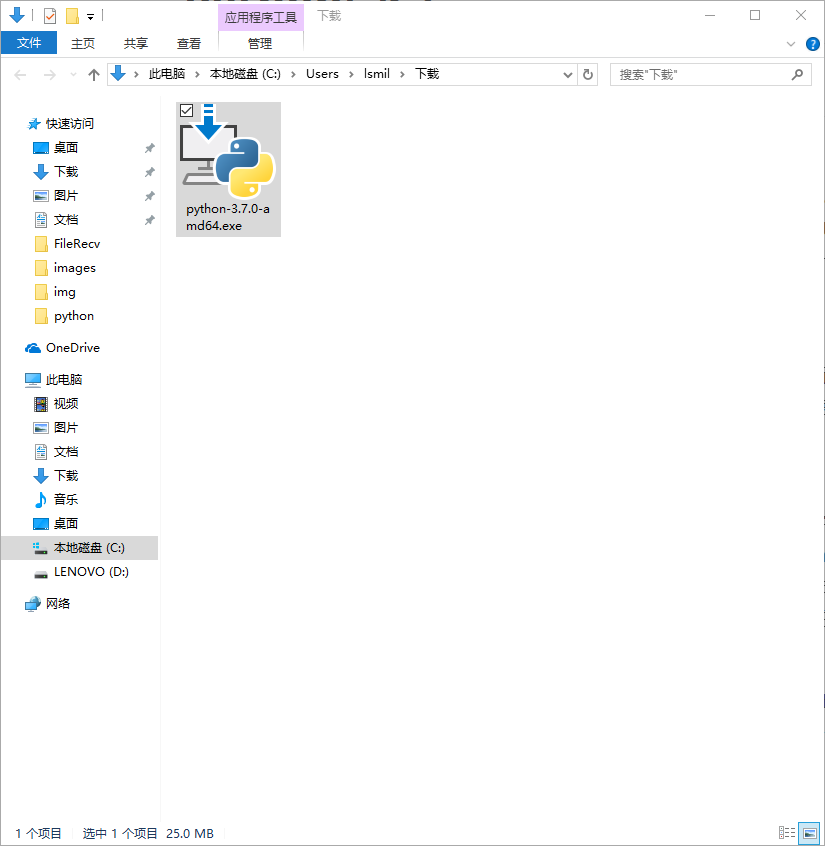 应用程序工具 下载
文件 主页 共享 查看 管理
此电脑 本地磁盘 (C:) Users lsmil 下载 搜索"下载"
快速访问
桌面
下载
图片
文档
FileRecv
images
img
python
OneDrive
此电脑
视频
图片
文档
下载
音乐
桌面
本地磁盘 (C:)
LENOVO (D:)
网络
python-3.7.0-a
md64.exe
1 个项目 选中 1 个项目 25.0 MB